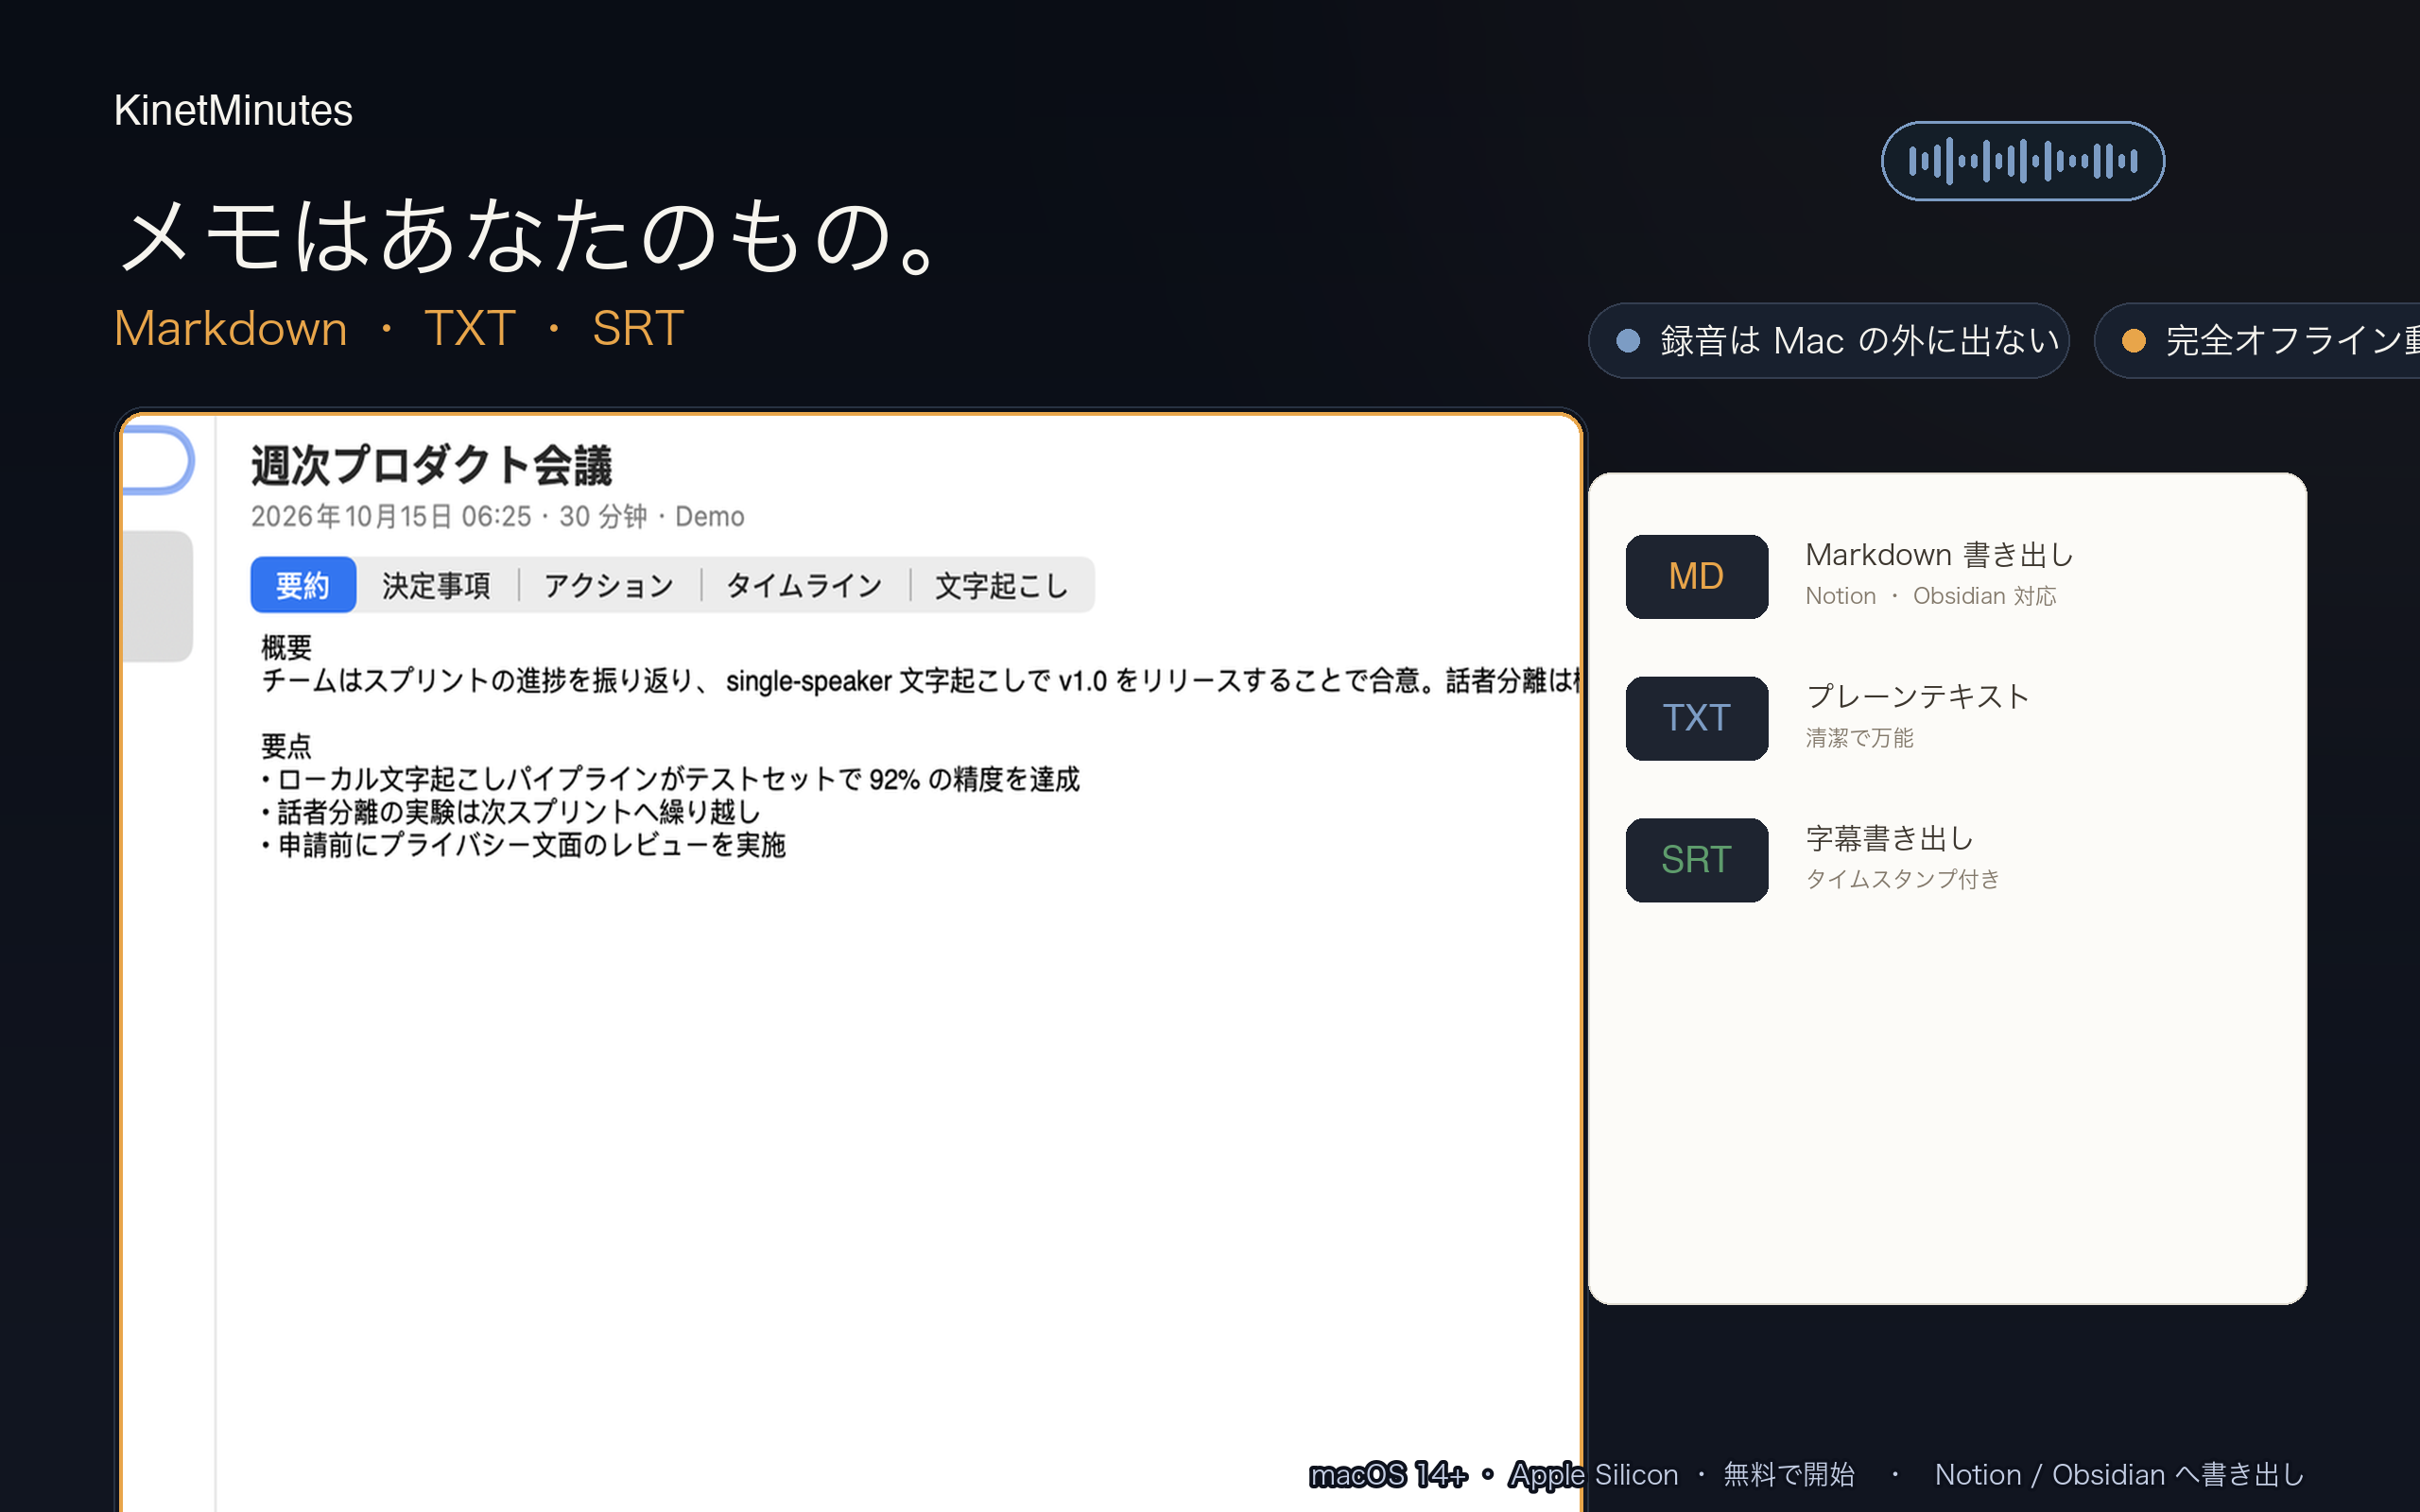 KinetMinutes
メモはあなたのもの。
Markdown ・ TXT ・ SRT
録音は Mac の外に出ない
完全オフライン
週次プロダクト会議
2026年10月15日 06:25 · 30 分钟 · Demo
要約 決定事項 アクション タイムライン 文字起こし
概要
チームはスプリントの進捗を振り返り、 single-speaker 文字起こしで v1.0 をリリースすることで合意。話者分離は
要点
• ローカル文字起こしパイプラインがテストセットで 92% の精度を達成
• 話者分離の実験は次スプリントへ繰り越し
• 申請前にプライバシー文面のレビューを実施
MD
Markdown 書き出し
Notion ・ Obsidian 対応
TXT
プレーンテキスト
清潔で万能
SRT
字幕書き出し
タイムスタンプ付き
macOS 14+ ・ Apple Silicon ・ 無料で開始 ・ Notion / Obsidian へ書き出し